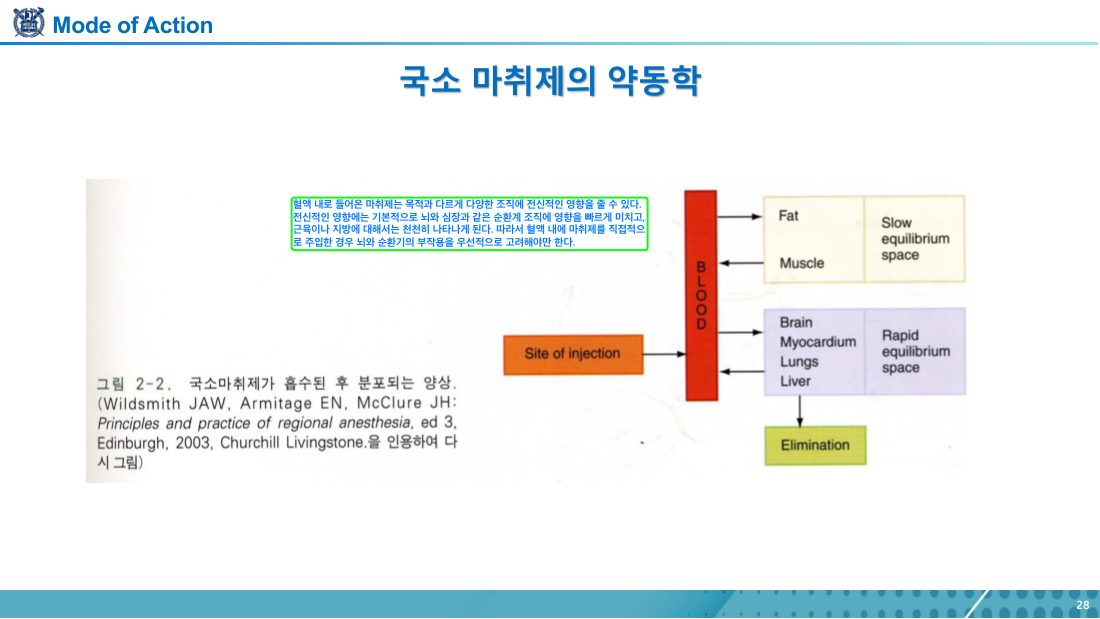 Mode of Action
국소 마취제의 약동학
혈액 내로 들어온 마취제는 목적과 다르게 다양한 조직에 전신적인 영향을 줄 수 있다.
전신적인 영향에는 기본적으로 뇌와 심장과 같은 순환계 조직에 영향을 빠르게 미치고,
근육이나 지방에 대해서는 천천히 나타나게 된다. 따라서 혈액 내에 마취제를 직접적으
로 주입한 경우 뇌와 순환기의 부작용을 우선적으로 고려해야만 한다.
그림 2-2. 국소마취제가 흡수된 후 분포되는 양상.
(Wildsmith JAW, Armitage EN, McClure JH:
Principles and practice of regional anesthesia, ed 3,
Edinburgh, 2003, Churchill Livingstone.을 인용하여 다
시 그림)
Site of injection
BLOOD
Fat
Muscle
Slow
equilibrium
space
Brain
Myocardium
Lungs
Liver
Rapid
equilibrium
space
Elimination
28